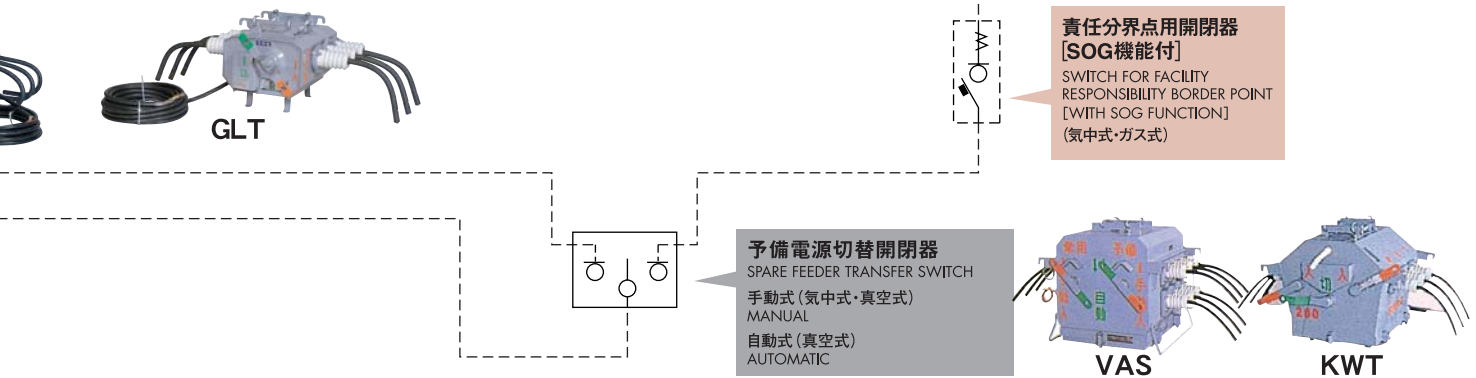 GLT
責任分界点用開閉器
[SOG機能付]
SWITCH FOR FACILITY
RESPONSIBILITY BORDER POINT
[WITH SOG FUNCTION]
(気中式・ガス式)
予備電源切替開閉器
SPARE FEEDER TRANSFER SWITCH
手動式(気中式・真空式)
MANUAL
自動式(真空式)
AUTOMATIC
常用 予備
自動
VAS
入 切 入
200
KWT